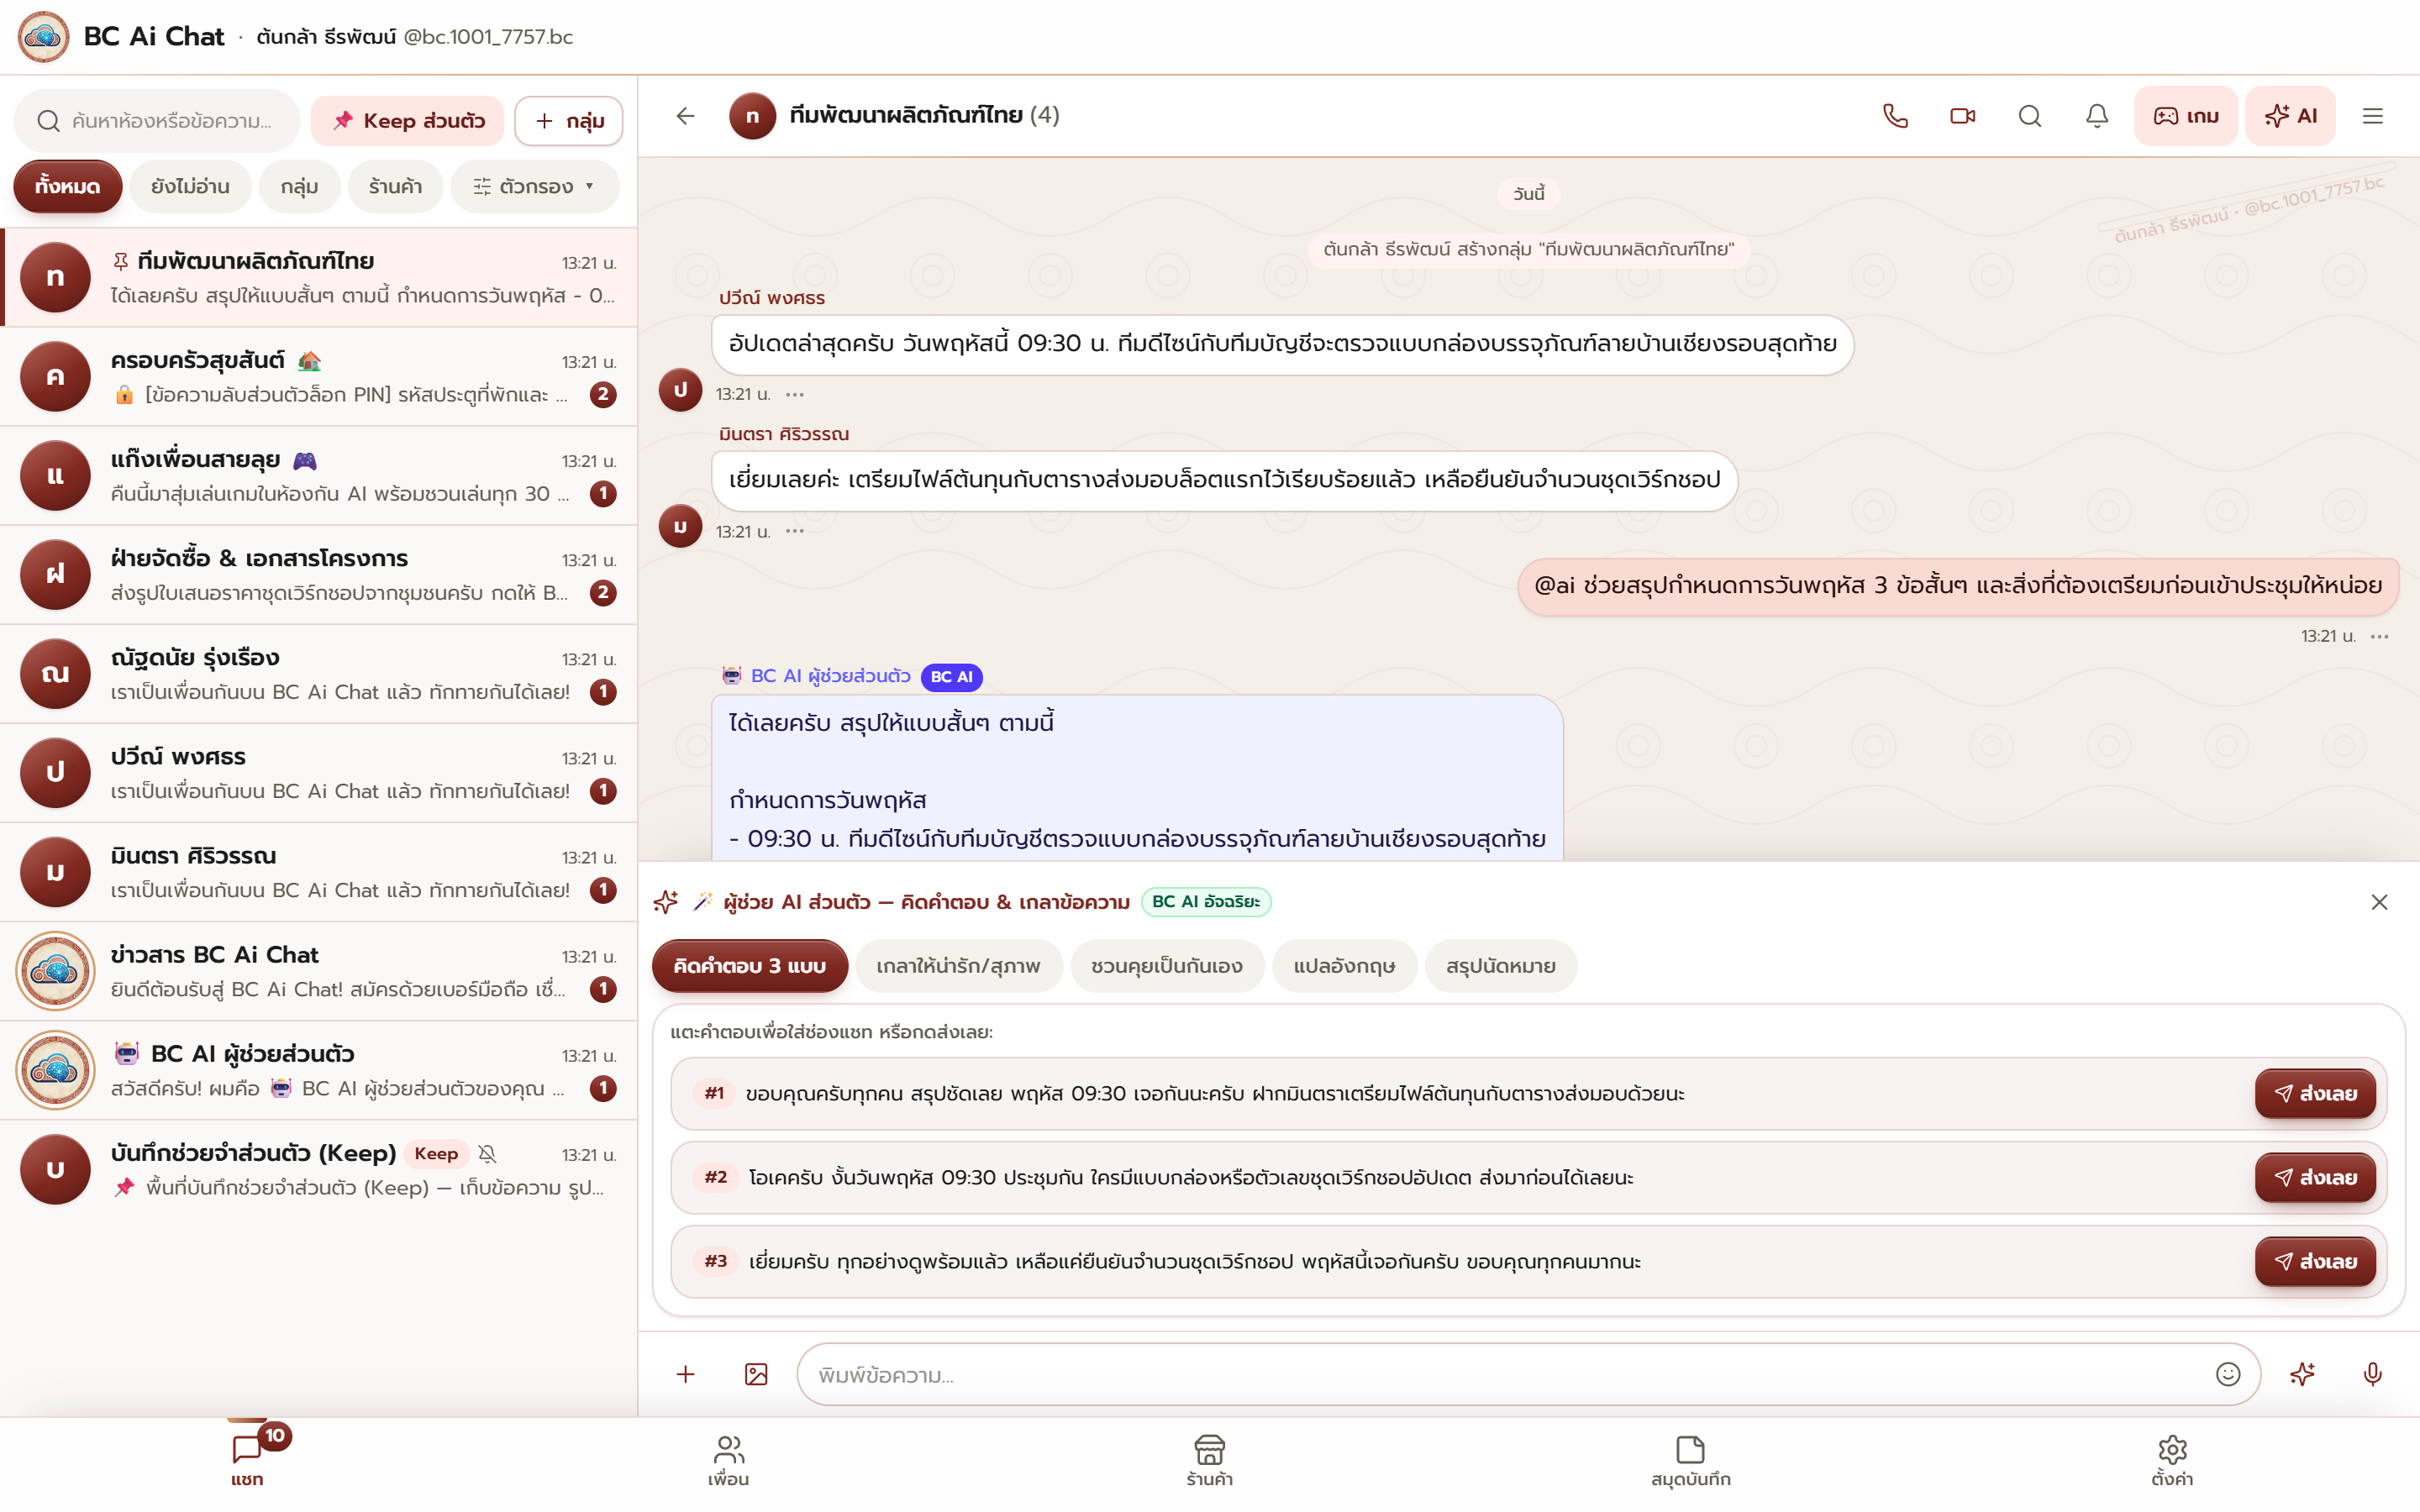 BC Ai Chat · ต้นกล้า ธีรพัฒน์ @bc.1001_7757.bc
ค้นหาห้องหรือข้อความ...
Keep ส่วนตัว
กลุ่ม
ทั้งหมด
ยังไม่อ่าน
กลุ่ม
ร้านค้า
ตัวกรอง
ท
ทีมพัฒนาผลิตภัณฑ์ไทย
13:21 น.
ได้เลยครับ สรุปให้แบบสั้นๆ ตามนี้ กำหนดการวันพฤหัส - 0...
ค
ครอบครัวสุขสันต์
13:21 น.
[ข้อความลับส่วนตัวล็อก PIN] รหัสประตูที่พักและ ...
2
แ
แก๊งเพื่อนสายลุย
13:21 น.
คืนนี้มาสุ่มเล่นเกมในห้องกัน AI พร้อมชวนเล่นทุก 30 ...
1
ฝ
ฝ่ายจัดซื้อ & เอกสารโครงการ
13:21 น.
ส่งรูปใบเสนอราคาชุดเวิร์กชอปจากชุมชนครับ กดให้ B...
2
ณ
ณัฐดนัย รุ่งเรือง
13:21 น.
เราเป็นเพื่อนกันบน BC Ai Chat แล้ว ทักทายกันได้เลย!
1
ป
ปวีณ์ พงศธร
13:21 น.
เราเป็นเพื่อนกันบน BC Ai Chat แล้ว ทักทายกันได้เลย!
1
ม
มินตรา ศิริวรรณ
13:21 น.
เราเป็นเพื่อนกันบน BC Ai Chat แล้ว ทักทายกันได้เลย!
1
ข่าวสาร BC Ai Chat
13:21 น.
ยินดีต้อนรับสู่ BC Ai Chat! สมัครด้วยเบอร์มือถือ เชื่...
1
BC AI ผู้ช่วยส่วนตัว
13:21 น.
สวัสดีครับ! ผมคือ BC AI ผู้ช่วยส่วนตัวของคุณ ...
1
บ
บันทึกช่วยจำส่วนตัว (Keep) Keep
13:21 น.
พื้นที่บันทึกช่วยจำส่วนตัว (Keep) — เก็บข้อความ รูป...
ท
ทีมพัฒนาผลิตภัณฑ์ไทย (4)
เกม
AI
วันนี้
ต้นกล้า ธีรพัฒน์ · @bc.1001_7757.bc
ต้นกล้า ธีรพัฒน์ สร้างกลุ่ม "ทีมพัฒนาผลิตภัณฑ์ไทย"
ปวีณ์ พงศธร
อัปเดตล่าสุดครับ วันพฤหัสนี้ 09:30 น. ทีมดีไซน์กับทีมบัญชีจะตรวจแบบกล่องบรรจุภัณฑ์ลายบ้านเชียงรอบสุดท้าย
ป
13:21 น.
มินตรา ศิริวรรณ
เยี่ยมเลยค่ะ เตรียมไฟล์ต้นทุนกับตารางส่งมอบล็อตแรกไว้เรียบร้อยแล้ว เหลือยืนยันจำนวนชุดเวิร์กชอป
ม
13:21 น.
@ai ช่วยสรุปกำหนดการวันพฤหัส 3 ข้อสั้นๆ และสิ่งที่ต้องเตรียมก่อนเข้าประชุมให้หน่อย
13:21 น.
BC AI ผู้ช่วยส่วนตัว BC AI
ได้เลยครับ สรุปให้แบบสั้นๆ ตามนี้
กำหนดการวันพฤหัส
- 09:30 น. ทีมดีไซน์กับทีมบัญชีตรวจแบบกล่องบรรจุภัณฑ์ลายบ้านเชียงรอบสุดท้าย
ผู้ช่วย AI ส่วนตัว — คิดคำตอบ & เกลาข้อความ BC AI อัจฉริยะ
คิดคำตอบ 3 แบบ
เกลาให้น่ารัก/สุภาพ
ชวนคุยเป็นกันเอง
แปลอังกฤษ
สรุปนัดหมาย
แตะคำตอบเพื่อใส่ช่องแชท หรือกดส่งเลย:
#1 ขอบคุณครับทุกคน สรุปชัดเลย พฤหัส 09:30 เจอกันนะครับ ฝากมินตราเตรียมไฟล์ต้นทุนกับตารางส่งมอบด้วยนะ
ส่งเลย
#2 โอเคครับ งั้นวันพฤหัส 09:30 ประชุมกัน ใครมีแบบกล่องหรือตัวเลขชุดเวิร์กชอปอัปเดต ส่งมาก่อนได้เลยนะ
ส่งเลย
#3 เยี่ยมครับ ทุกอย่างดูพร้อมแล้ว เหลือแค่ยืนยันจำนวนชุดเวิร์กชอป พฤหัสนี้เจอกันครับ ขอบคุณทุกคนมากนะ
ส่งเลย
พิมพ์ข้อความ...
10
แชท
เพื่อน
ร้านค้า
สมุดบันทึก
ตั้งค่า